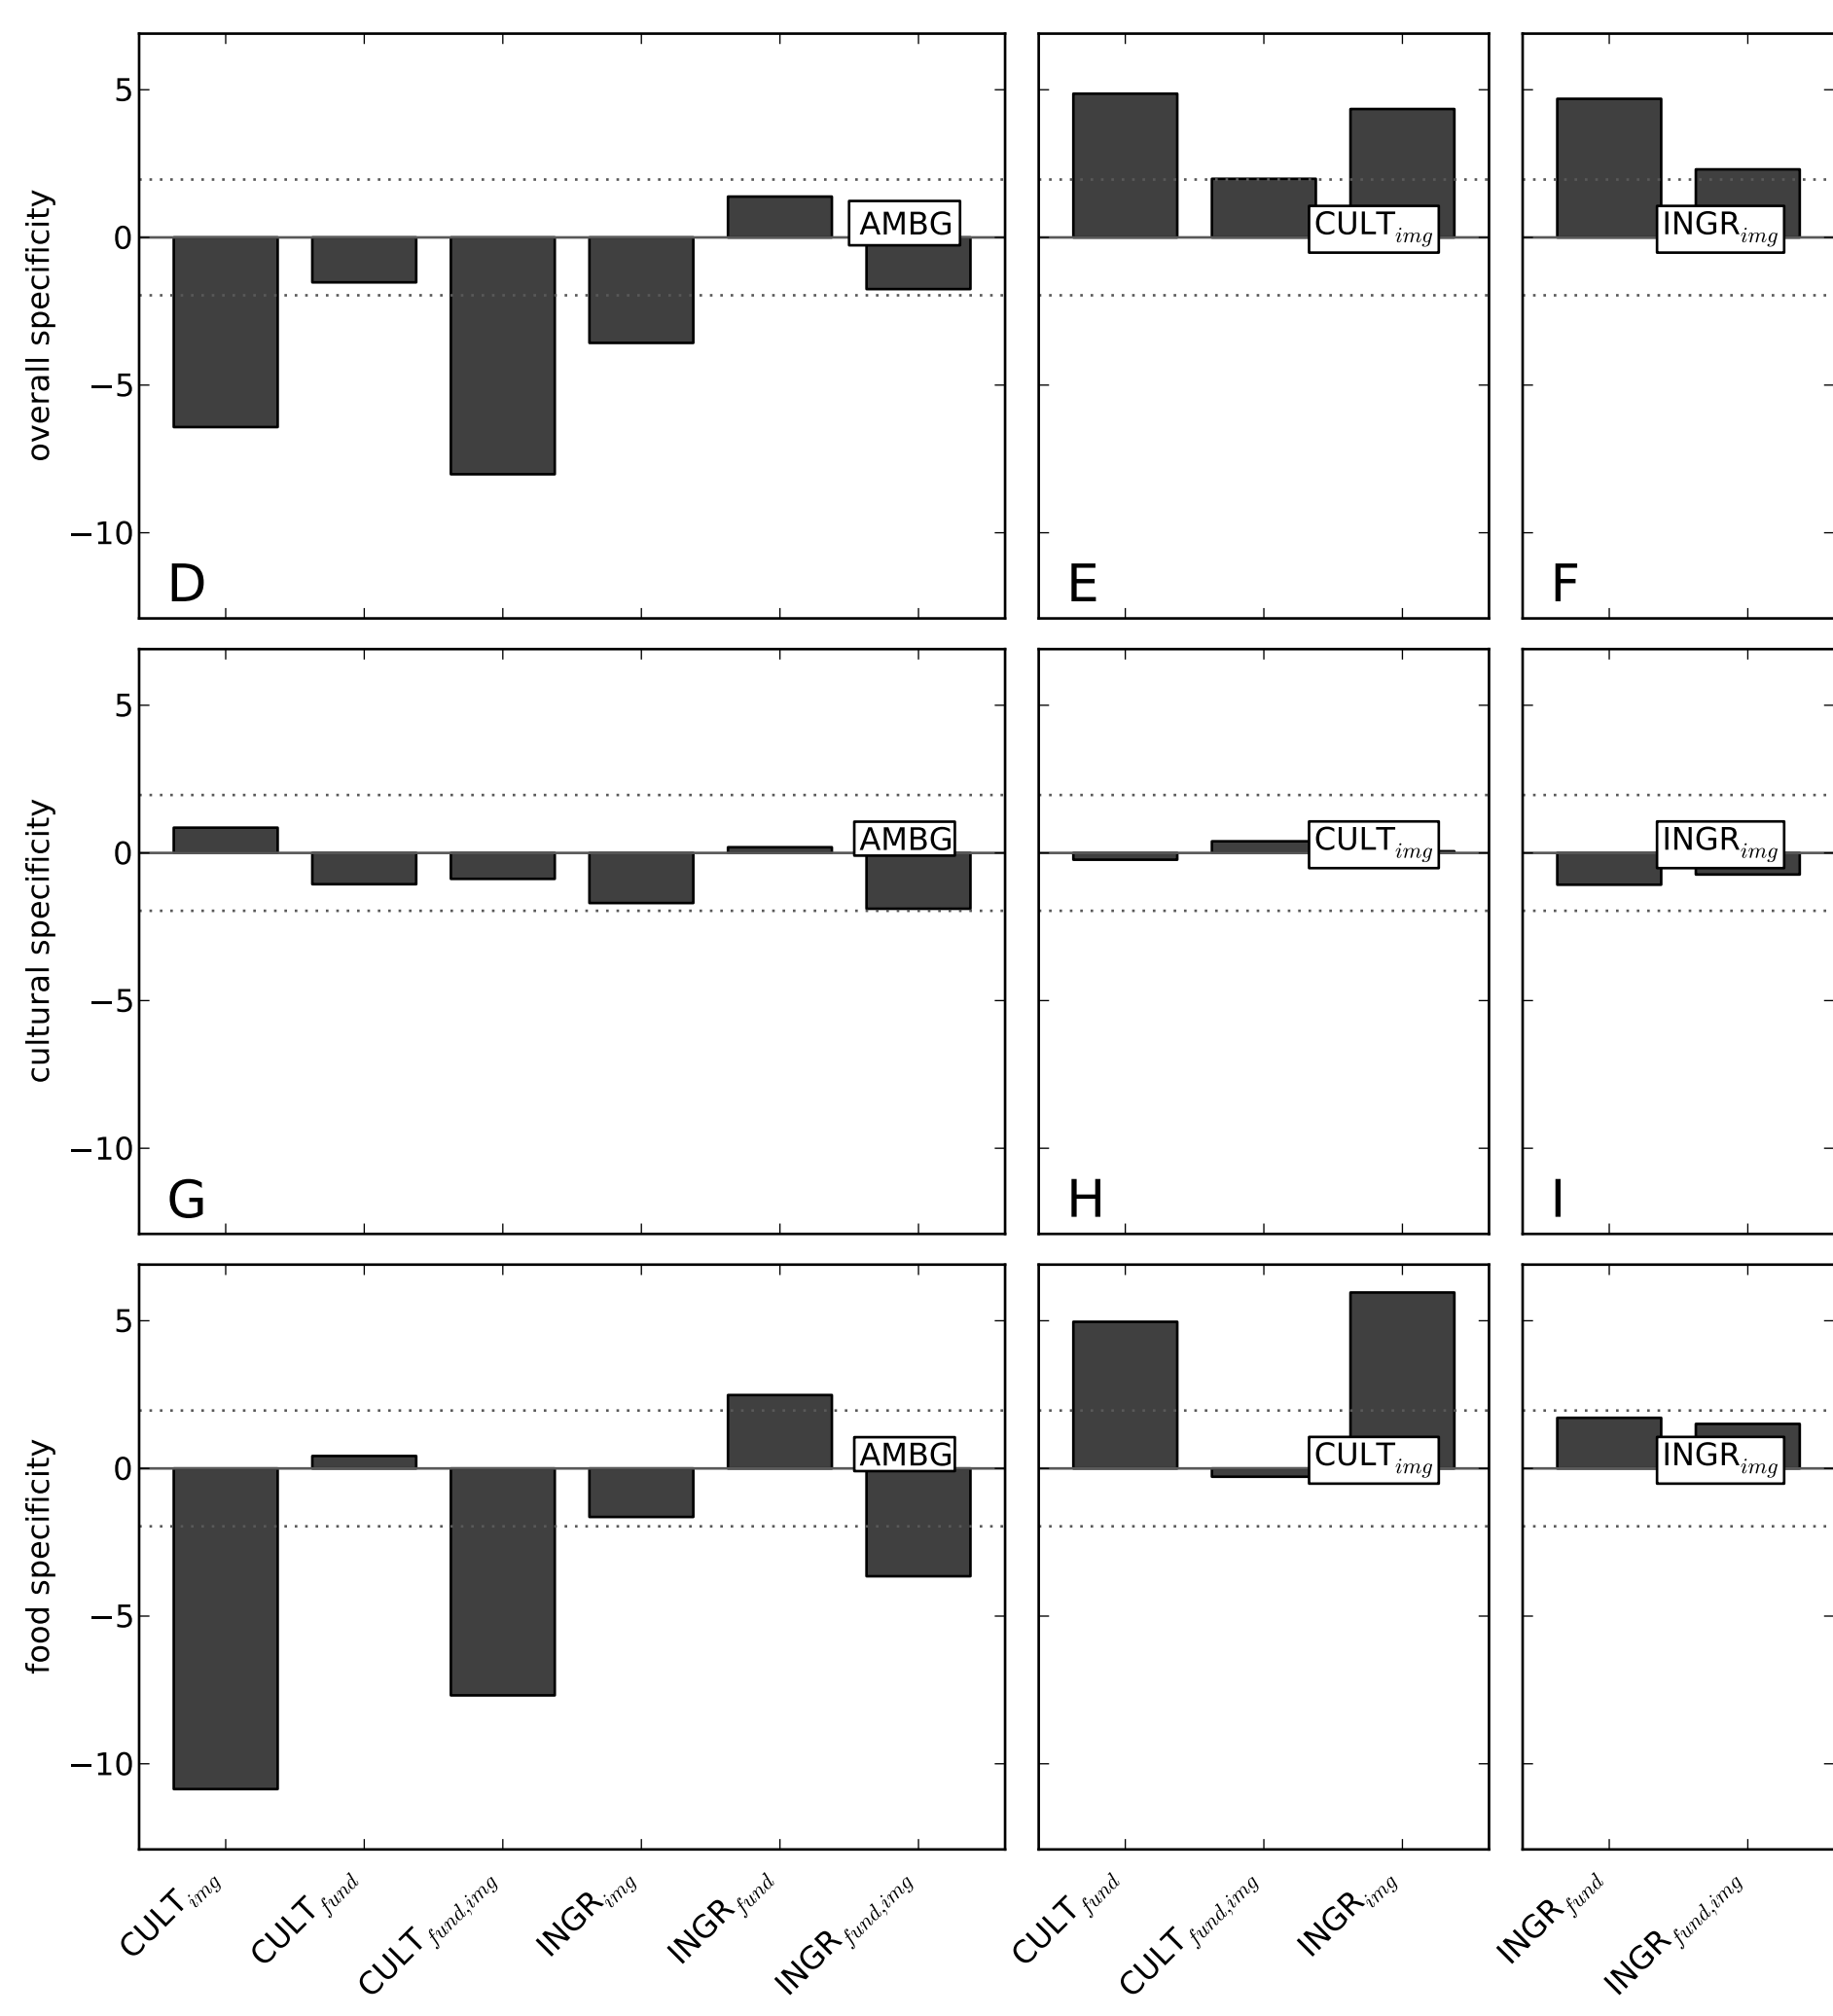 overall specificity
5
0
−5
−10
AMBG
D
CULT_img
E
INGR_img
F
cultural specificity
5
0
−5
−10
AMBG
G
CULT_img
H
INGR_img
I
food specificity
5
0
−5
−10
AMBG
CULT_img
INGR_img
CULT_img
CULT_fund
CULT_fund,img
INGR_img
INGR_fund
INGR_fund,img
CULT_fund
CULT_fund,img
INGR_img
INGR_fund
INGR_fund,img